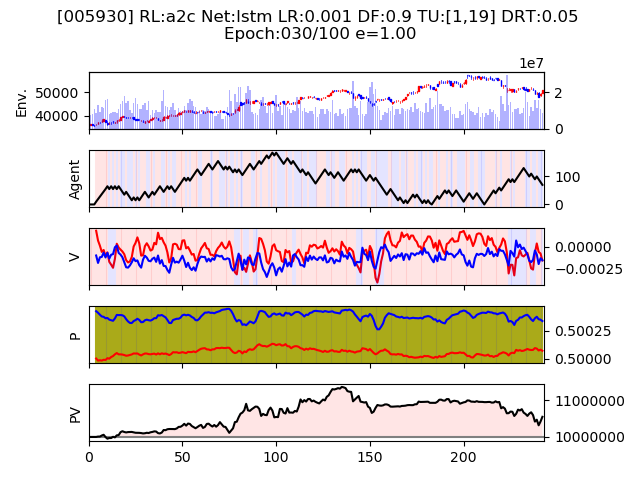 [005930] RL:a2c Net:lstm LR:0.001 DF:0.9 TU:[1,19] DRT:0.05
Epoch:030/100 e=1.00
1e7
Env.
50000
40000
2
0
Agent
100
0
V
0.00000
−0.00025
P
0.50025
0.50000
PV
11000000
10000000
0 50 100 150 200